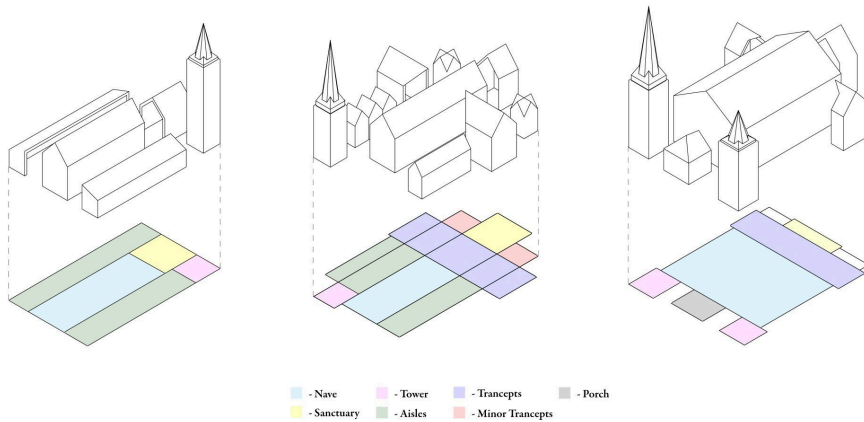 - Nave - Tower - Trancepts - Porch
- Sanctuary - Aisles - Minor Trancepts